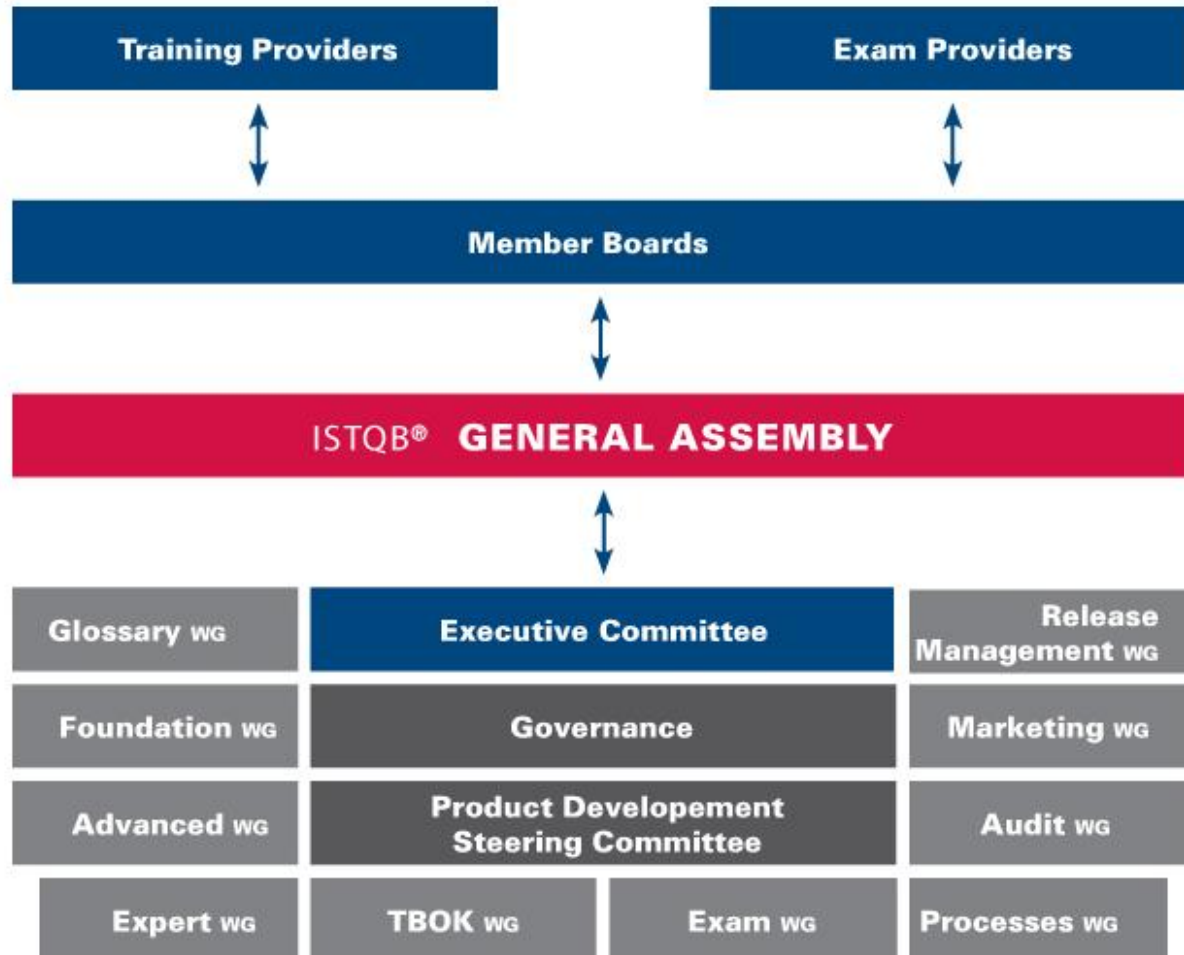 Training Providers
Exam Providers
Member Boards
ISTQB® GENERAL ASSEMBLY
Glossary WG
Executive Committee
Release
Management WG
Foundation WG
Governance
Marketing WG
Advanced WG
Product Developement
Steering Committee
Audit WG
Expert WG
TBOK WG
Exam WG
Processes WG